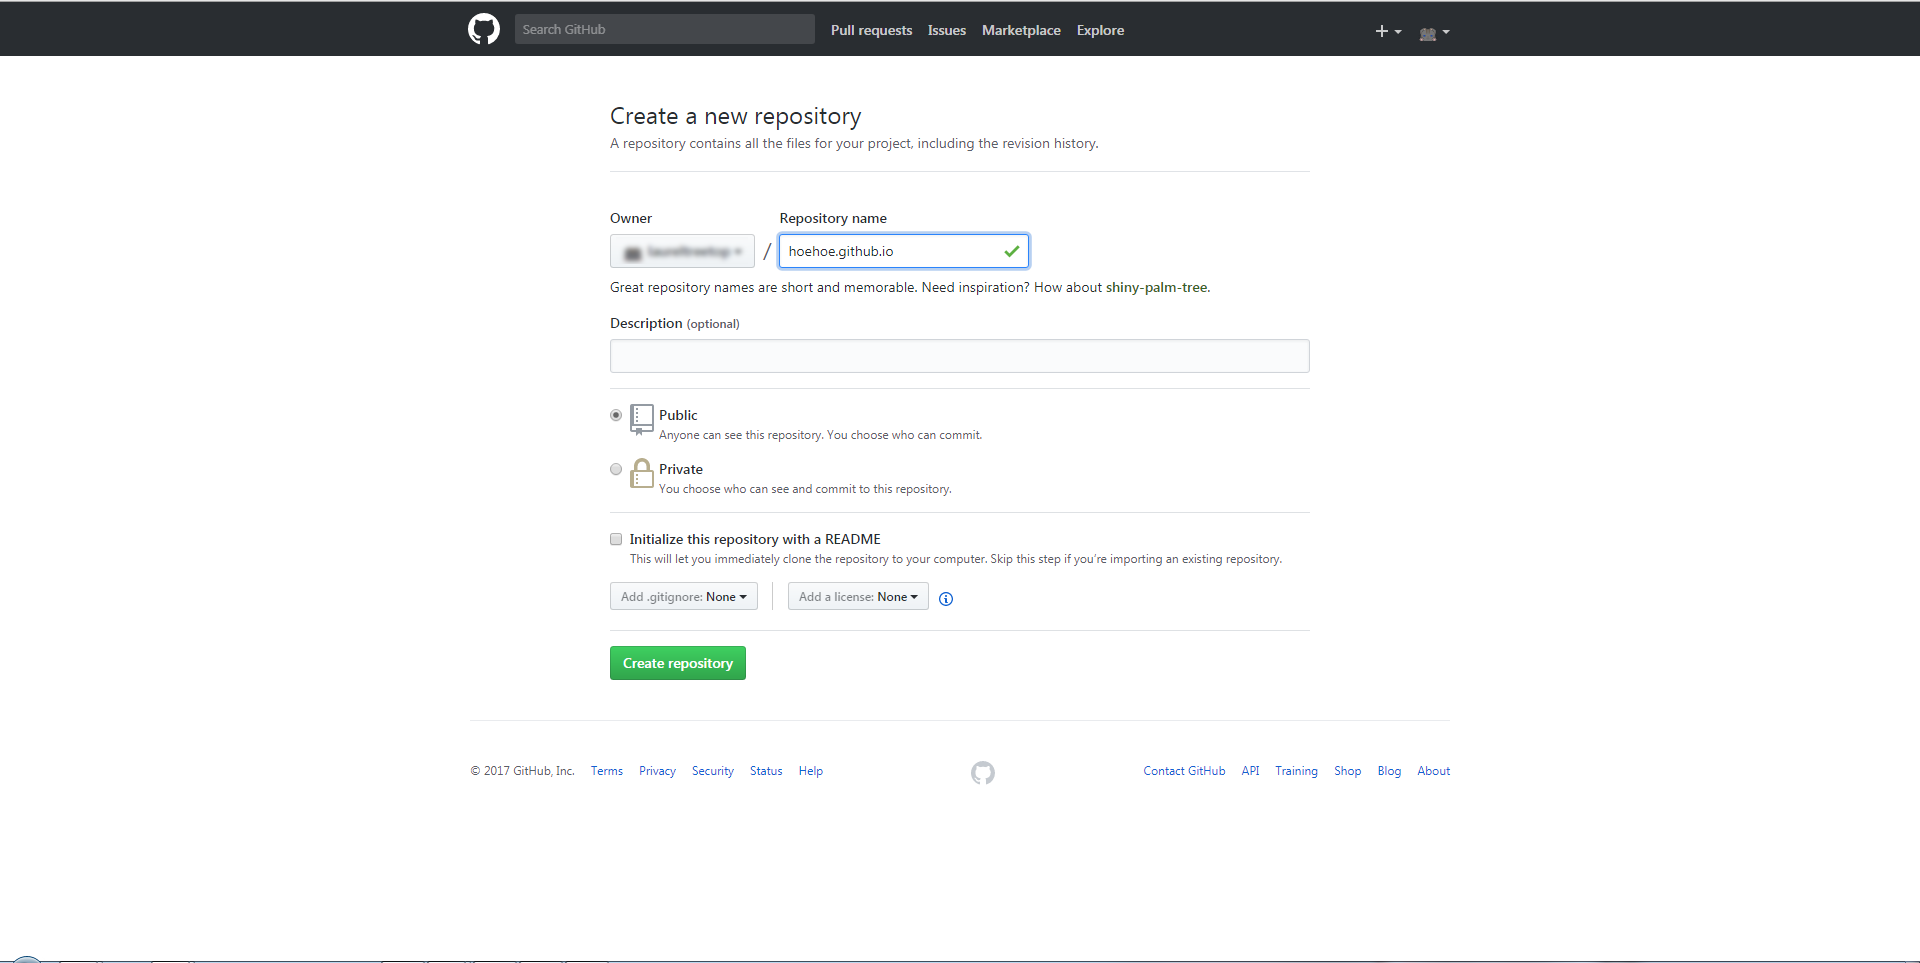 Search GitHub Pull requests Issues Marketplace Explore
Create a new repository
A repository contains all the files for your project, including the revision history.
Owner Repository name
/ hoehoe.github.io
Great repository names are short and memorable. Need inspiration? How about shiny-palm-tree.
Description (optional)
Public
Anyone can see this repository. You choose who can commit.
Private
You choose who can see and commit to this repository.
Initialize this repository with a README
This will let you immediately clone the repository to your computer. Skip this step if you're importing an existing repository.
Add .gitignore: None Add a license: None
Create repository
© 2017 GitHub, Inc. Terms Privacy Security Status Help Contact GitHub API Training Shop Blog About